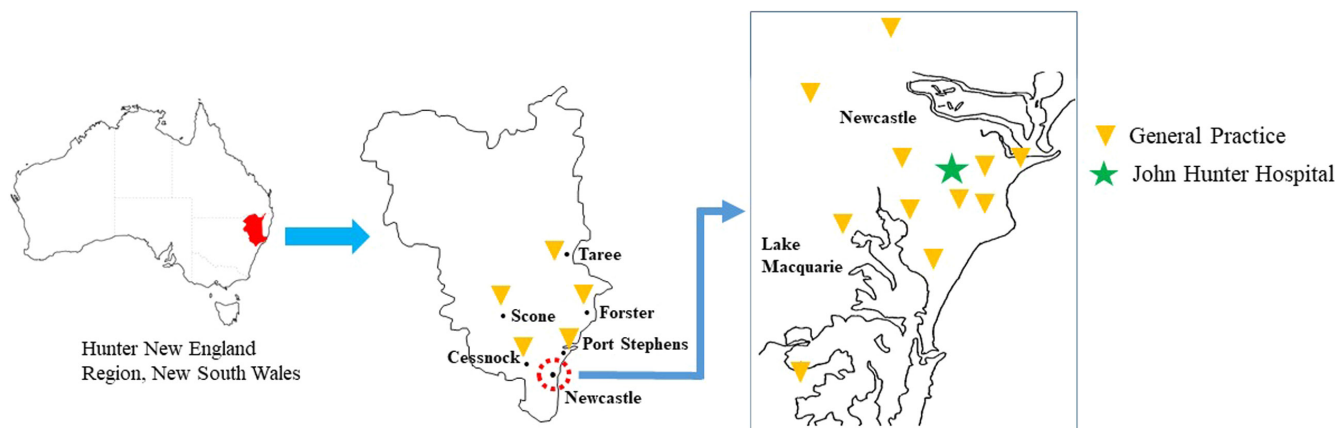 Hunter New England
Region, New South Wales
Taree
Scone
Forster
Port Stephens
Cessnock
Newcastle
Newcastle
Lake
Macquarie
General Practice
John Hunter Hospital